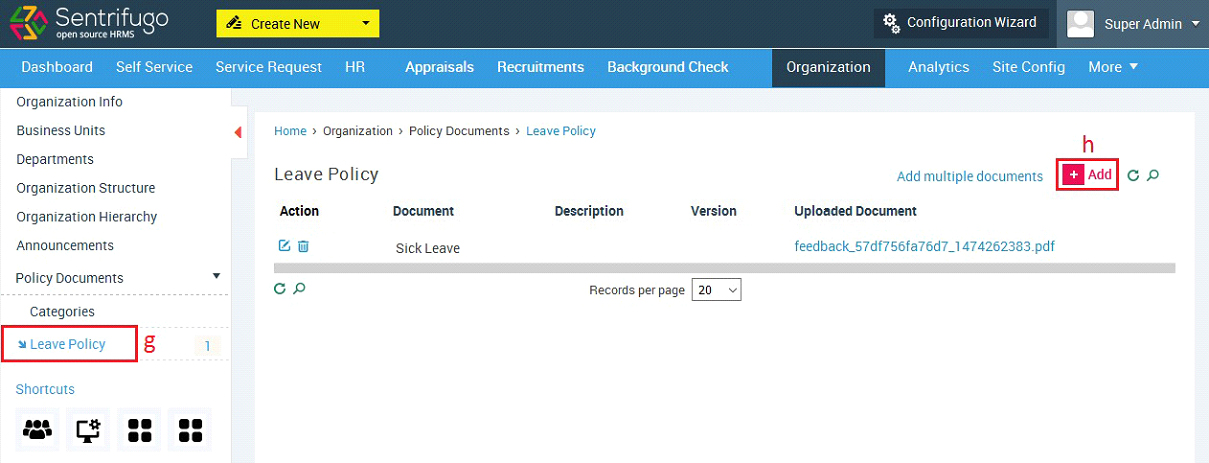 Sentrifugo
open source HRMS
Create New
Configuration Wizard
Super Admin
Dashboard Self Service Service Request HR Appraisals Recruitments Background Check Organization Analytics Site Config More
Organization Info
Business Units
Departments
Organization Structure
Organization Hierarchy
Announcements
Policy Documents
Categories
Leave Policy 1
g
Shortcuts
Home > Organization > Policy Documents > Leave Policy
h
Leave Policy
Add multiple documents + Add
Action Document Description Version Uploaded Document
Sick Leave feedback_57df756fa76d7_1474262383.pdf
Records per page 20